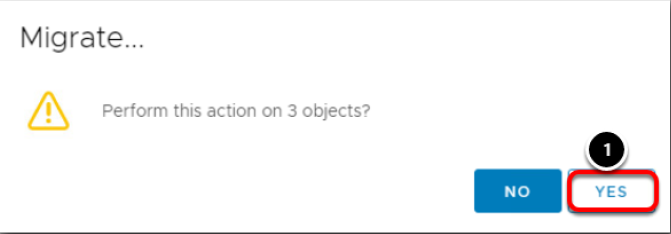 Migrate...
Perform this action on 3 objects?
1
NO YES